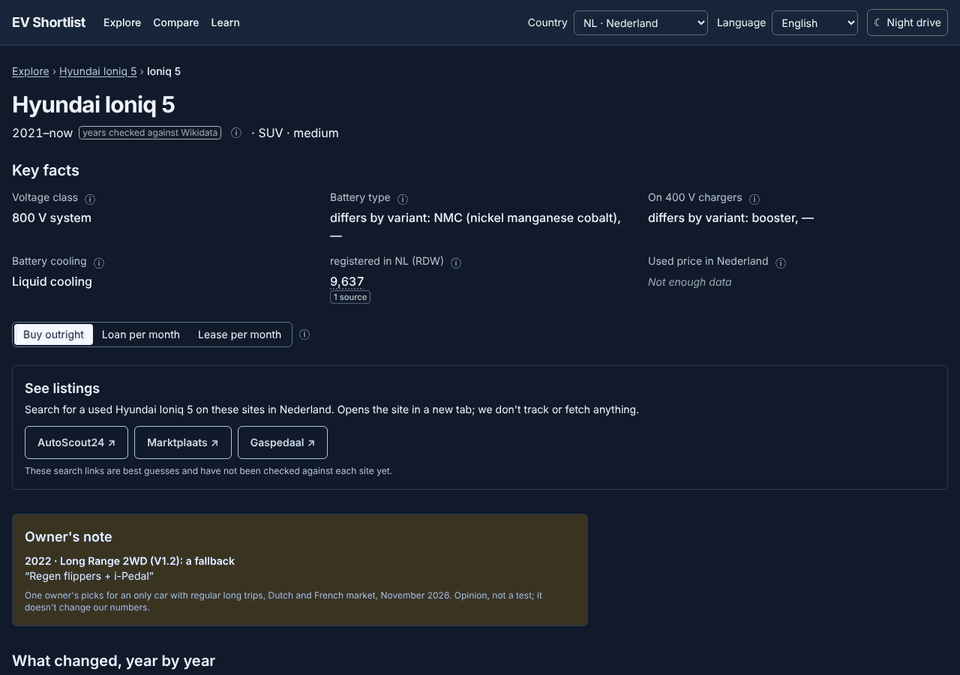 EV Shortlist Explore Compare Learn Country NL · Nederland Language English ☾ Night drive
Explore › Hyundai Ioniq 5 › Ioniq 5
Hyundai Ioniq 5
2021–now years checked against Wikidata ⓘ · SUV · medium
Key facts
Voltage class ⓘ
800 V system
Battery type ⓘ
differs by variant: NMC (nickel manganese cobalt),
—
On 400 V chargers ⓘ
differs by variant: booster, —
Battery cooling ⓘ
Liquid cooling
registered in NL (RDW) ⓘ
9,637
1 source
Used price in Nederland ⓘ
Not enough data
Buy outright Loan per month Lease per month ⓘ
See listings
Search for a used Hyundai Ioniq 5 on these sites in Nederland. Opens the site in a new tab; we don't track or fetch anything.
AutoScout24 ↗ Marktplaats ↗ Gaspedaal ↗
These search links are best guesses and have not been checked against each site yet.
Owner's note
2022 · Long Range 2WD (V1.2): a fallback
“Regen flippers + i-Pedal”
One owner's picks for an only car with regular long trips, Dutch and French market, November 2026. Opinion, not a test; it
doesn't change our numbers.
What changed, year by year